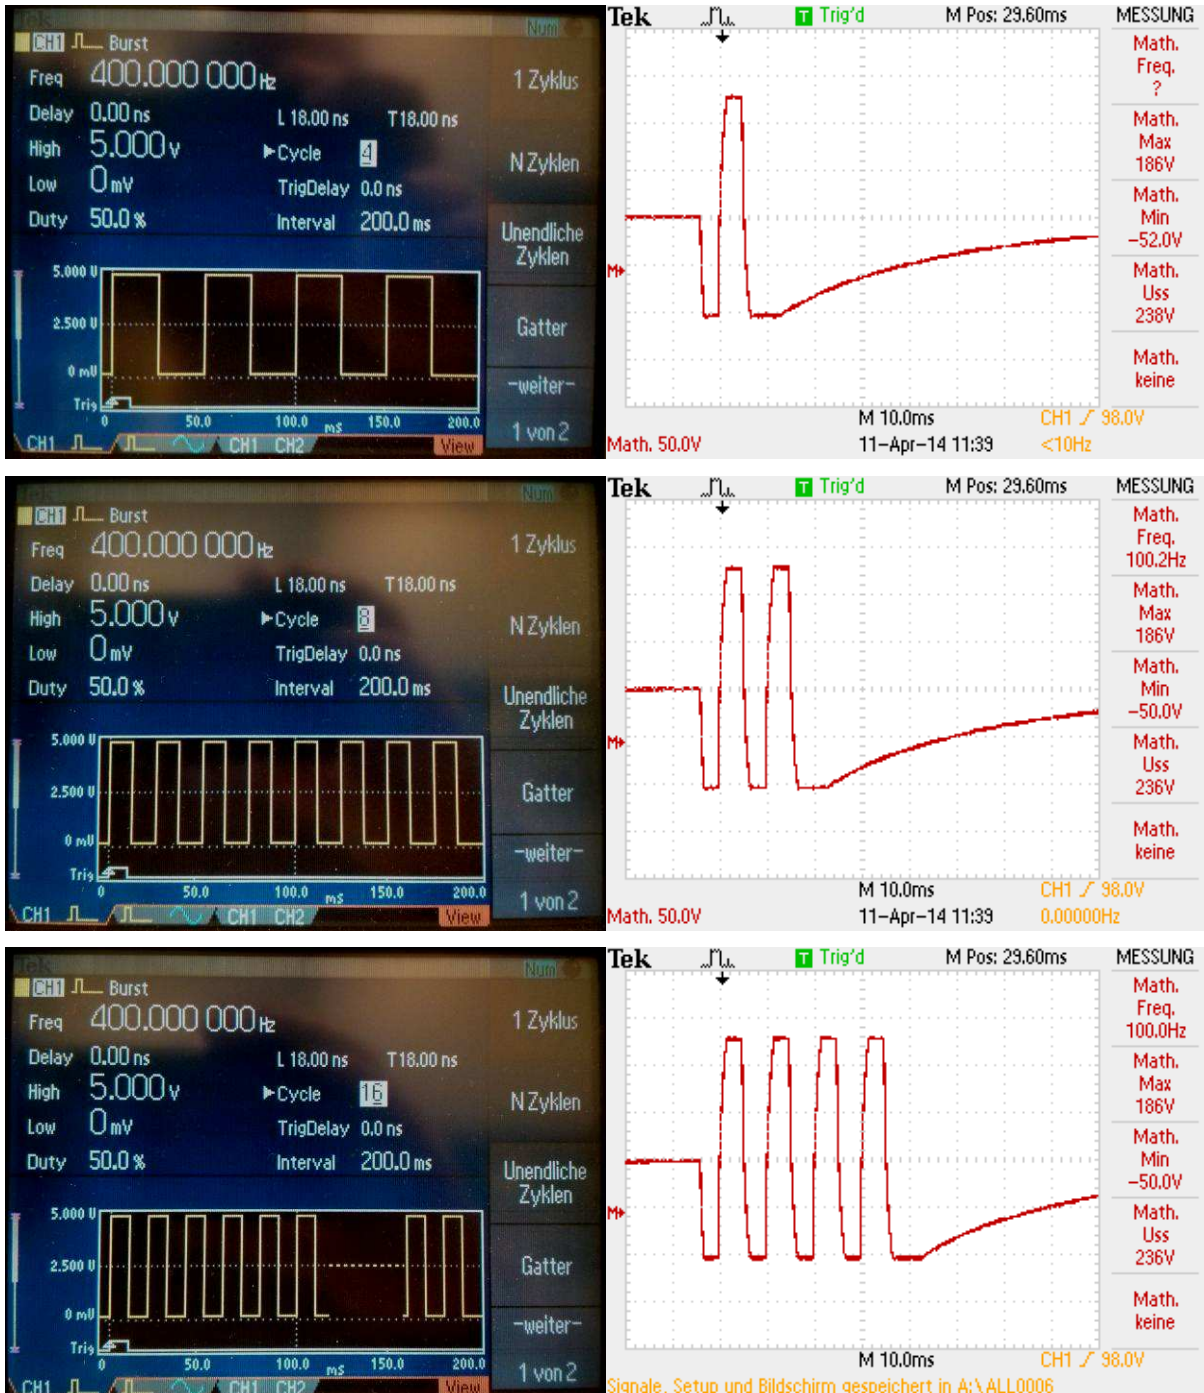 Tek
Num
CH1 Burst
Freq 400.000 000 Hz
1 Zyklus
Delay 0.00 ns
L 18.00 ns T 18.00 ns
High 5.000 V
▶Cycle 4
N Zyklen
Low 0 mV
TrigDelay 0.0 ns
Duty 50.0 %
Interval 200.0 ms
Unendliche
Zyklen
5.000 V
2.500 V
Gatter
0 mV
-weiter-
Trig
0 50.0 100.0 ms 150.0 200.0
1 von 2
CH1 CH1 CH2 View
Tek T Trig'd M Pos: 29.60ms MESSUNG
Math.
Freq.
?
Math.
Max
186V
Math.
Min
-52.0V
M
Math.
Uss
238V
Math.
keine
M 10.0ms CH1 98.0V
Math. 50.0V 11-Apr-14 11:39 <10Hz
Tek
Num
CH1 Burst
Freq 400.000 000 Hz
1 Zyklus
Delay 0.00 ns
L 18.00 ns T 18.00 ns
High 5.000 V
▶Cycle 8
N Zyklen
Low 0 mV
TrigDelay 0.0 ns
Duty 50.0 %
Interval 200.0 ms
Unendliche
Zyklen
5.000 V
2.500 V
Gatter
0 mV
-weiter-
Trig
0 50.0 100.0 ms 150.0 200.0
1 von 2
CH1 CH1 CH2 View
Tek T Trig'd M Pos: 29.60ms MESSUNG
Math.
Freq.
100.2Hz
Math.
Max
186V
Math.
Min
-50.0V
M
Math.
Uss
236V
Math.
keine
M 10.0ms CH1 98.0V
Math. 50.0V 11-Apr-14 11:39 0.00000Hz
Tek
Num
CH1 Burst
Freq 400.000 000 Hz
1 Zyklus
Delay 0.00 ns
L 18.00 ns T 18.00 ns
High 5.000 V
▶Cycle 16
N Zyklen
Low 0 mV
TrigDelay 0.0 ns
Duty 50.0 %
Interval 200.0 ms
Unendliche
Zyklen
5.000 V
2.500 V
Gatter
0 mV
-weiter-
Trig
0 50.0 100.0 ms 150.0 200.0
1 von 2
CH1 CH1 CH2 View
Tek T Trig'd M Pos: 29.60ms MESSUNG
Math.
Freq.
100.0Hz
Math.
Max
186V
Math.
Min
-50.0V
M
Math.
Uss
236V
Math.
keine
M 10.0ms CH1 98.0V
Signale, Setup und Bildschirm gespeichert in A:\ALL0006